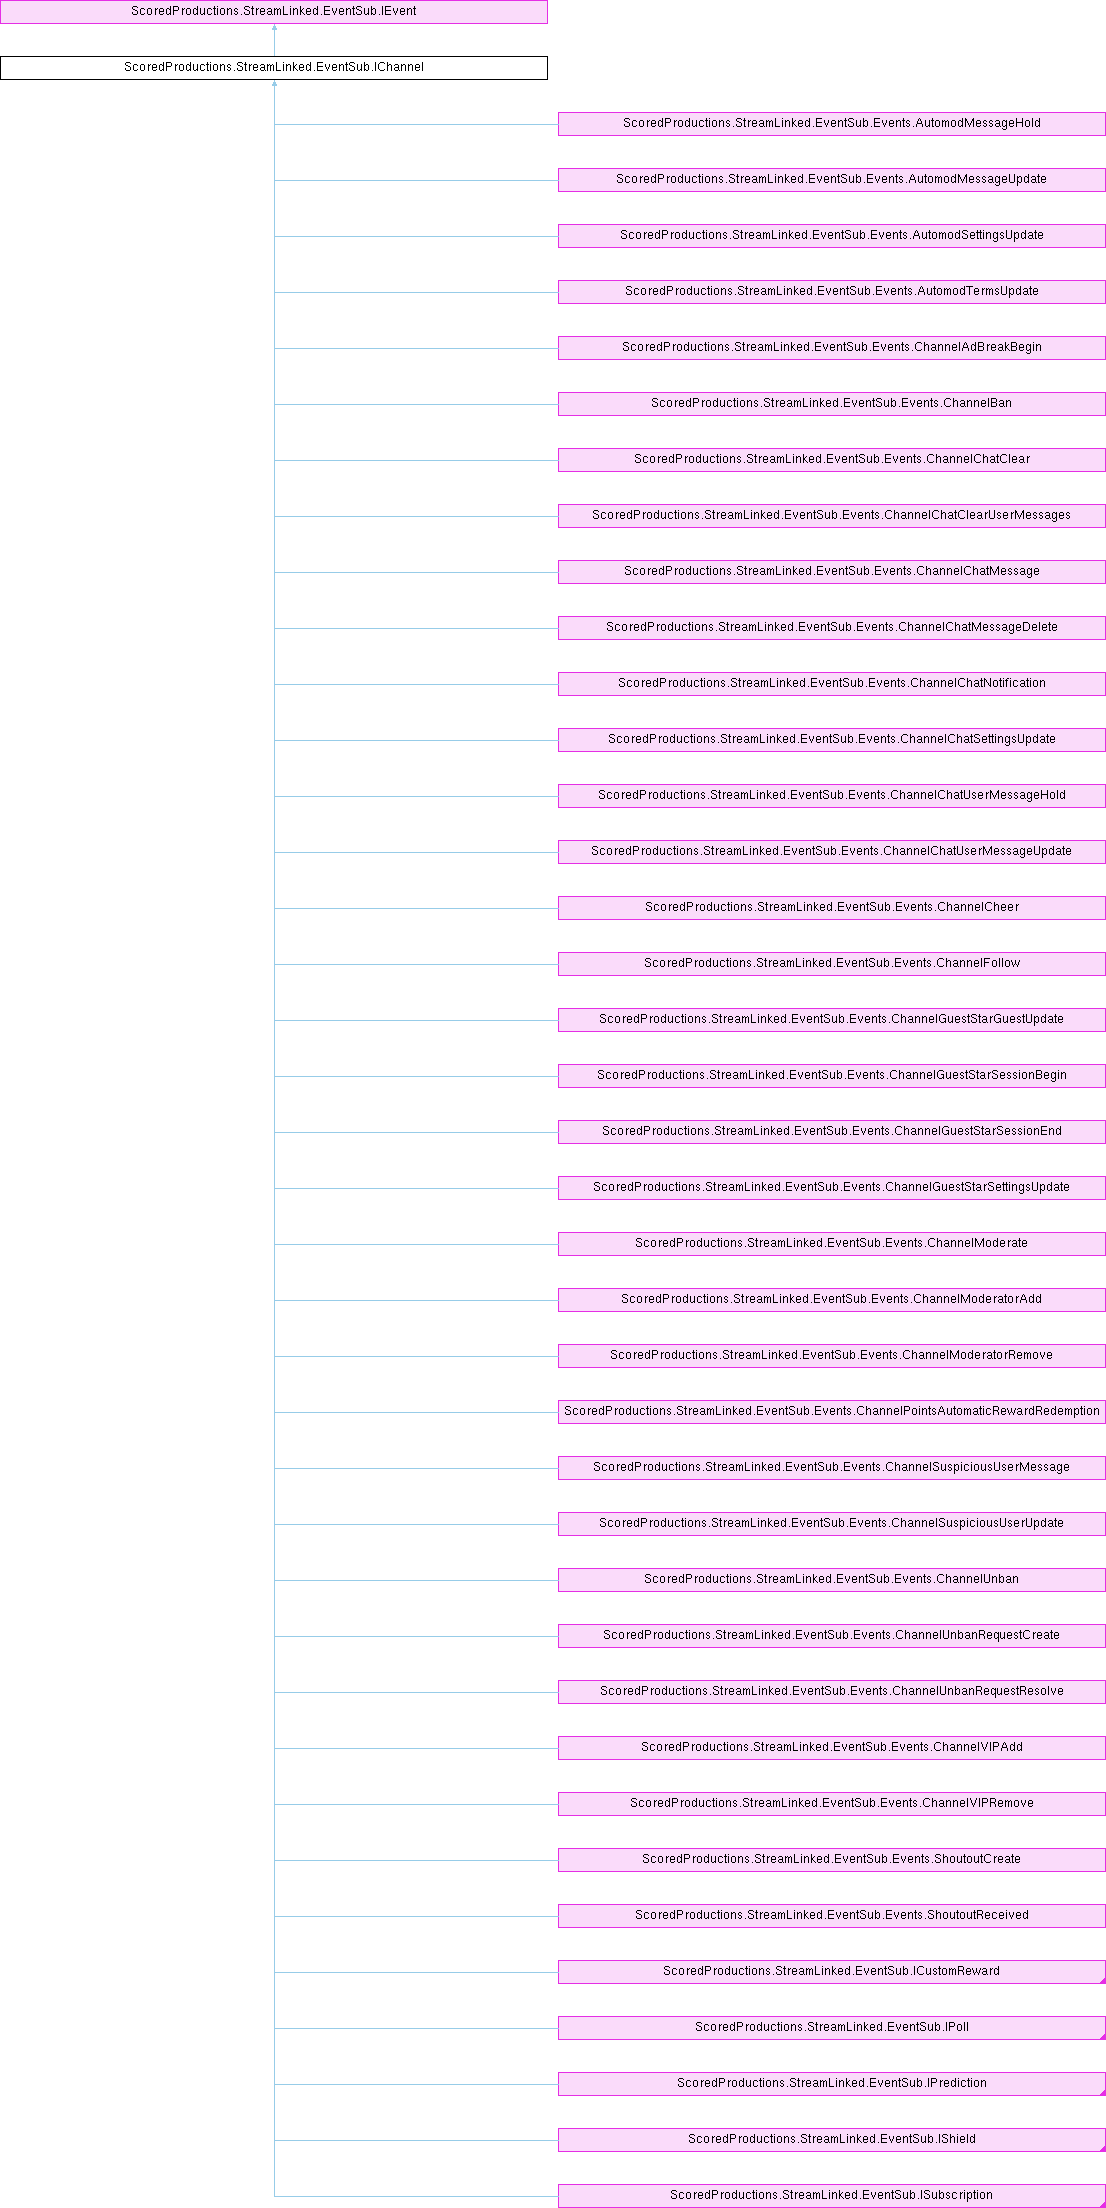 ScoredProductions.StreamLinked.EventSub.IEvent
ScoredProductions.StreamLinked.EventSub.IChannel
ScoredProductions.StreamLinked.EventSub.Events.AutomodMessageHold
ScoredProductions.StreamLinked.EventSub.Events.AutomodMessageUpdate
ScoredProductions.StreamLinked.EventSub.Events.AutomodSettingsUpdate
ScoredProductions.StreamLinked.EventSub.Events.AutomodTermsUpdate
ScoredProductions.StreamLinked.EventSub.Events.ChannelAdBreakBegin
ScoredProductions.StreamLinked.EventSub.Events.ChannelBan
ScoredProductions.StreamLinked.EventSub.Events.ChannelChatClear
ScoredProductions.StreamLinked.EventSub.Events.ChannelChatClearUserMessages
ScoredProductions.StreamLinked.EventSub.Events.ChannelChatMessage
ScoredProductions.StreamLinked.EventSub.Events.ChannelChatMessageDelete
ScoredProductions.StreamLinked.EventSub.Events.ChannelChatNotification
ScoredProductions.StreamLinked.EventSub.Events.ChannelChatSettingsUpdate
ScoredProductions.StreamLinked.EventSub.Events.ChannelChatUserMessageHold
ScoredProductions.StreamLinked.EventSub.Events.ChannelChatUserMessageUpdate
ScoredProductions.StreamLinked.EventSub.Events.ChannelCheer
ScoredProductions.StreamLinked.EventSub.Events.ChannelFollow
ScoredProductions.StreamLinked.EventSub.Events.ChannelGuestStarGuestUpdate
ScoredProductions.StreamLinked.EventSub.Events.ChannelGuestStarSessionBegin
ScoredProductions.StreamLinked.EventSub.Events.ChannelGuestStarSessionEnd
ScoredProductions.StreamLinked.EventSub.Events.ChannelGuestStarSettingsUpdate
ScoredProductions.StreamLinked.EventSub.Events.ChannelModerate
ScoredProductions.StreamLinked.EventSub.Events.ChannelModeratorAdd
ScoredProductions.StreamLinked.EventSub.Events.ChannelModeratorRemove
ScoredProductions.StreamLinked.EventSub.Events.ChannelPointsAutomaticRewardRedemption
ScoredProductions.StreamLinked.EventSub.Events.ChannelSuspiciousUserMessage
ScoredProductions.StreamLinked.EventSub.Events.ChannelSuspiciousUserUpdate
ScoredProductions.StreamLinked.EventSub.Events.ChannelUnban
ScoredProductions.StreamLinked.EventSub.Events.ChannelUnbanRequestCreate
ScoredProductions.StreamLinked.EventSub.Events.ChannelUnbanRequestResolve
ScoredProductions.StreamLinked.EventSub.Events.ChannelVIPAdd
ScoredProductions.StreamLinked.EventSub.Events.ChannelVIPRemove
ScoredProductions.StreamLinked.EventSub.Events.ShoutoutCreate
ScoredProductions.StreamLinked.EventSub.Events.ShoutoutReceived
ScoredProductions.StreamLinked.EventSub.ICustomReward
ScoredProductions.StreamLinked.EventSub.IPoll
ScoredProductions.StreamLinked.EventSub.IPrediction
ScoredProductions.StreamLinked.EventSub.IShield
ScoredProductions.StreamLinked.EventSub.ISubscription